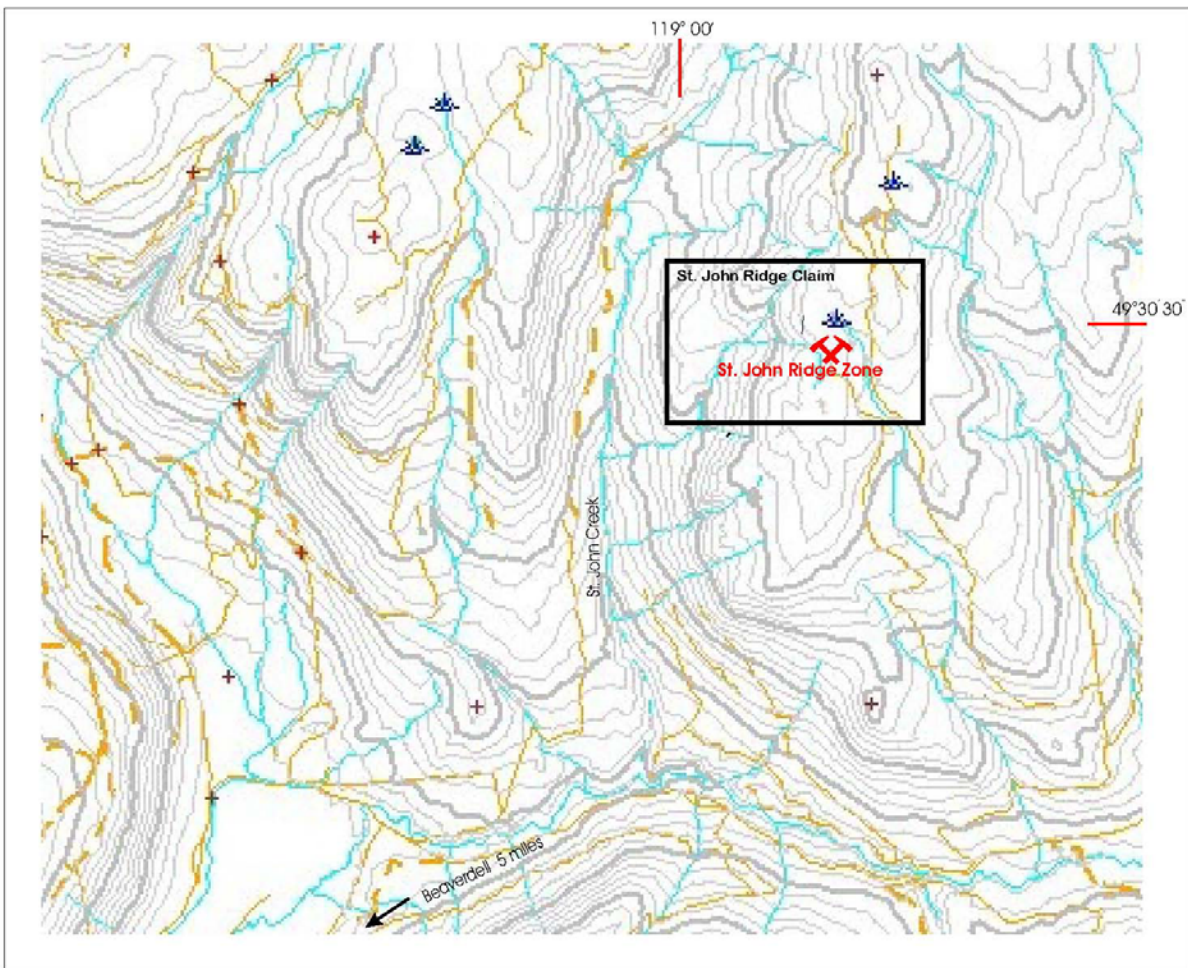 119° 00'
St. John Ridge Claim
49°30'30"
St. John Ridge Zone
St. John Creek
Beaverdell 5 miles